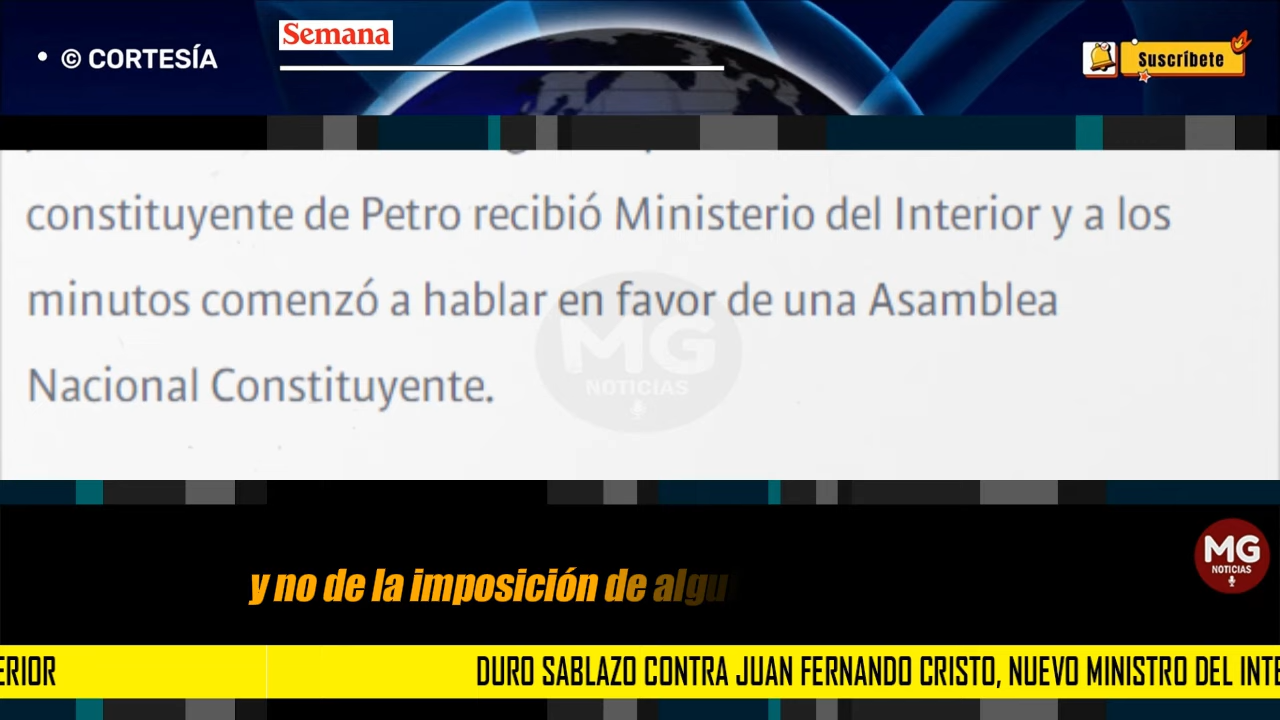 • © CORTESÍA
Semana
Suscríbete
constituyente de Petro recibió Ministerio del Interior y a los
minutos comenzó a hablar en favor de una Asamblea
Nacional Constituyente.
MG
NOTICIAS
y no de la imposición de algu
MG
NOTICIAS
ERIOR
DURO SABLAZO CONTRA JUAN FERNANDO CRISTO, NUEVO MINISTRO DEL INTE